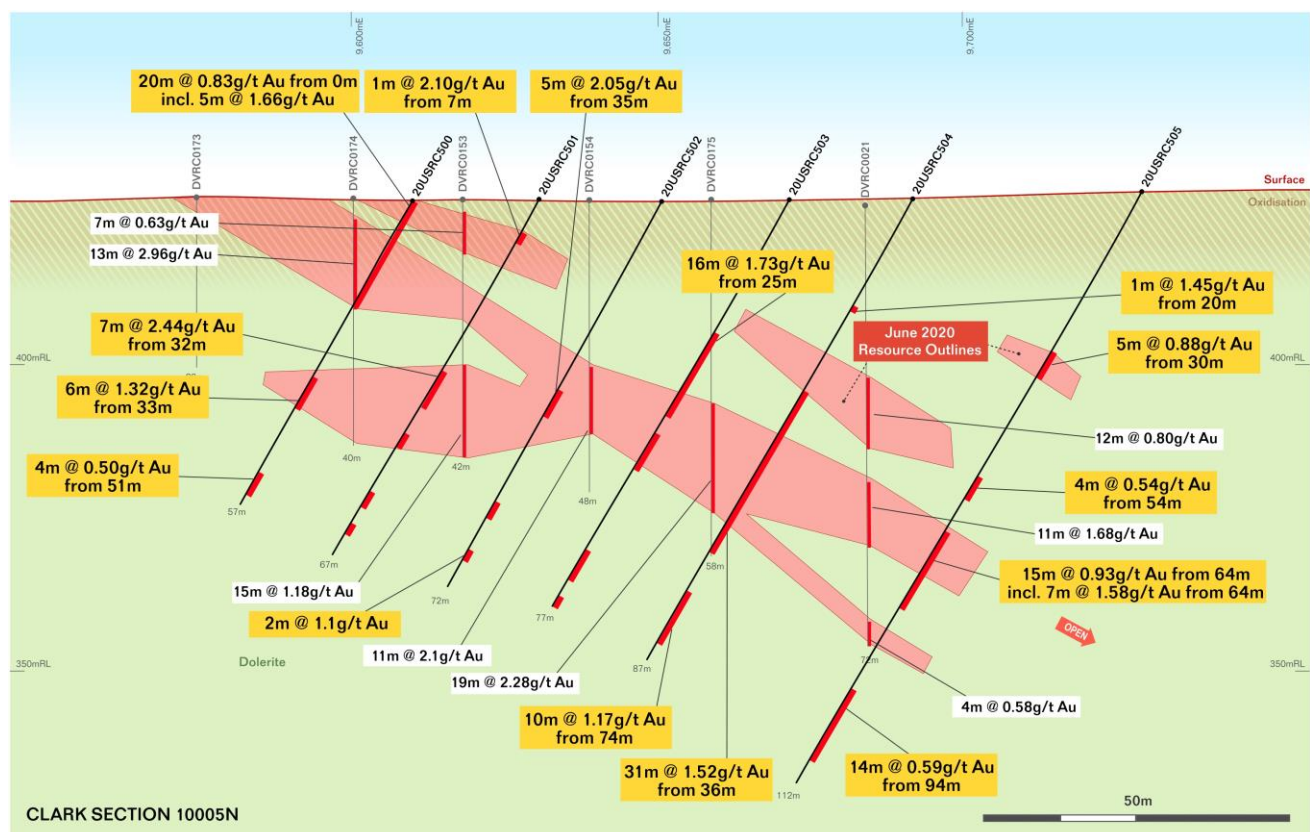 9.600mE
9.650mE
9.700mE
20m @ 0.83g/t Au from 0m
incl. 5m @ 1.66g/t Au
1m @ 2.10g/t Au
from 7m
5m @ 2.05g/t Au
from 35m
DVRC0173
DVRC0174
20USRC500
DVRC0153
20USRC501
DVRC0154
20USRC502
DVRC0175
20USRC503
DVRC0021
20USRC504
20USRC505
Surface
Oxidisation
7m @ 0.63g/t Au
13m @ 2.96g/t Au
16m @ 1.73g/t Au
from 25m
1m @ 1.45g/t Au
from 20m
7m @ 2.44g/t Au
from 32m
June 2020
Resource Outlines
400mRL
400mRL
5m @ 0.88g/t Au
from 30m
6m @ 1.32g/t Au
from 33m
12m @ 0.80g/t Au
40m
42m
48m
4m @ 0.50g/t Au
from 51m
57m
4m @ 0.54g/t Au
from 54m
11m @ 1.68g/t Au
67m
58m
15m @ 1.18g/t Au
72m
77m
15m @ 0.93g/t Au from 64m
incl. 7m @ 1.58g/t Au from 64m
2m @ 1.1g/t Au
OPEN
11m @ 2.1g/t Au
Dolerite
350mRL
87m
72m
350mRL
19m @ 2.28g/t Au
4m @ 0.58g/t Au
10m @ 1.17g/t Au
from 74m
31m @ 1.52g/t Au
from 36m
14m @ 0.59g/t Au
from 94m
112m
50m
CLARK SECTION 10005N